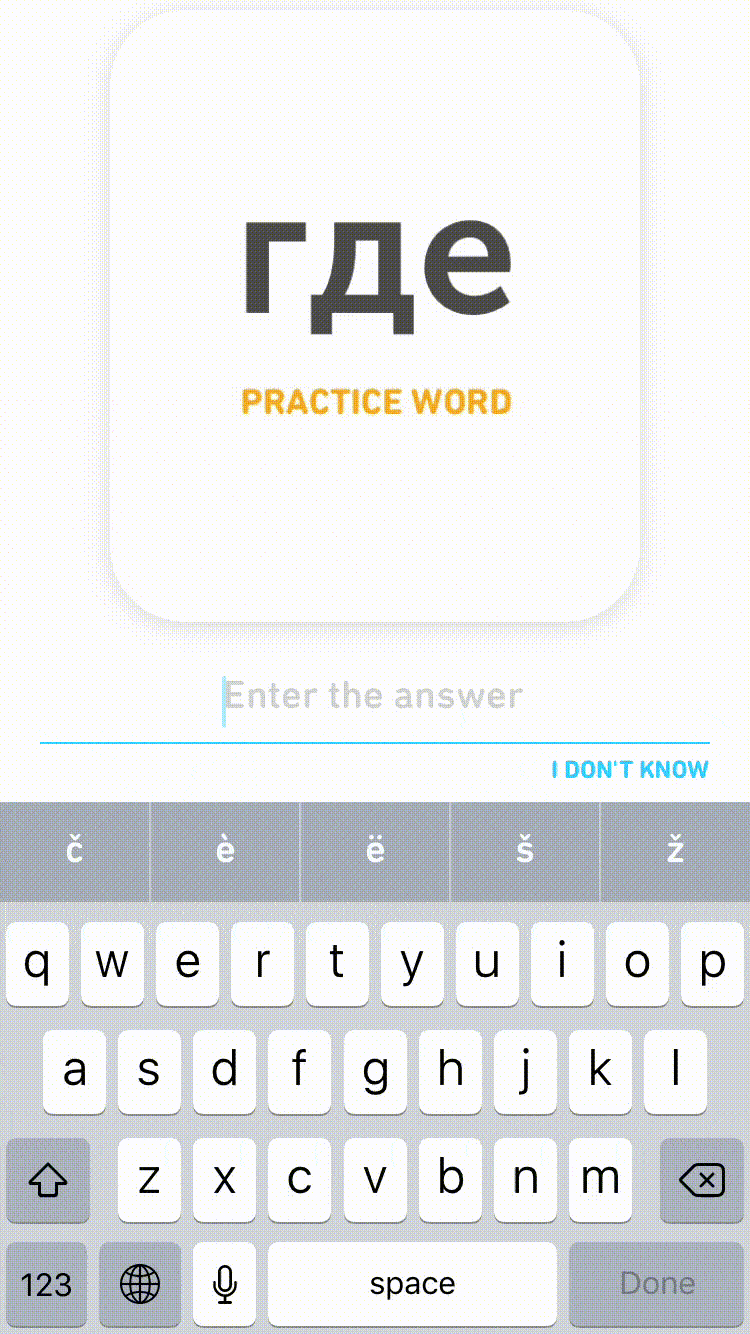 где
PRACTICE WORD
Enter the answer
I DON'T KNOW
č è ë š ž
q w e r t y u i o p
a s d f g h j k l
z x c v b n m
123 space Done